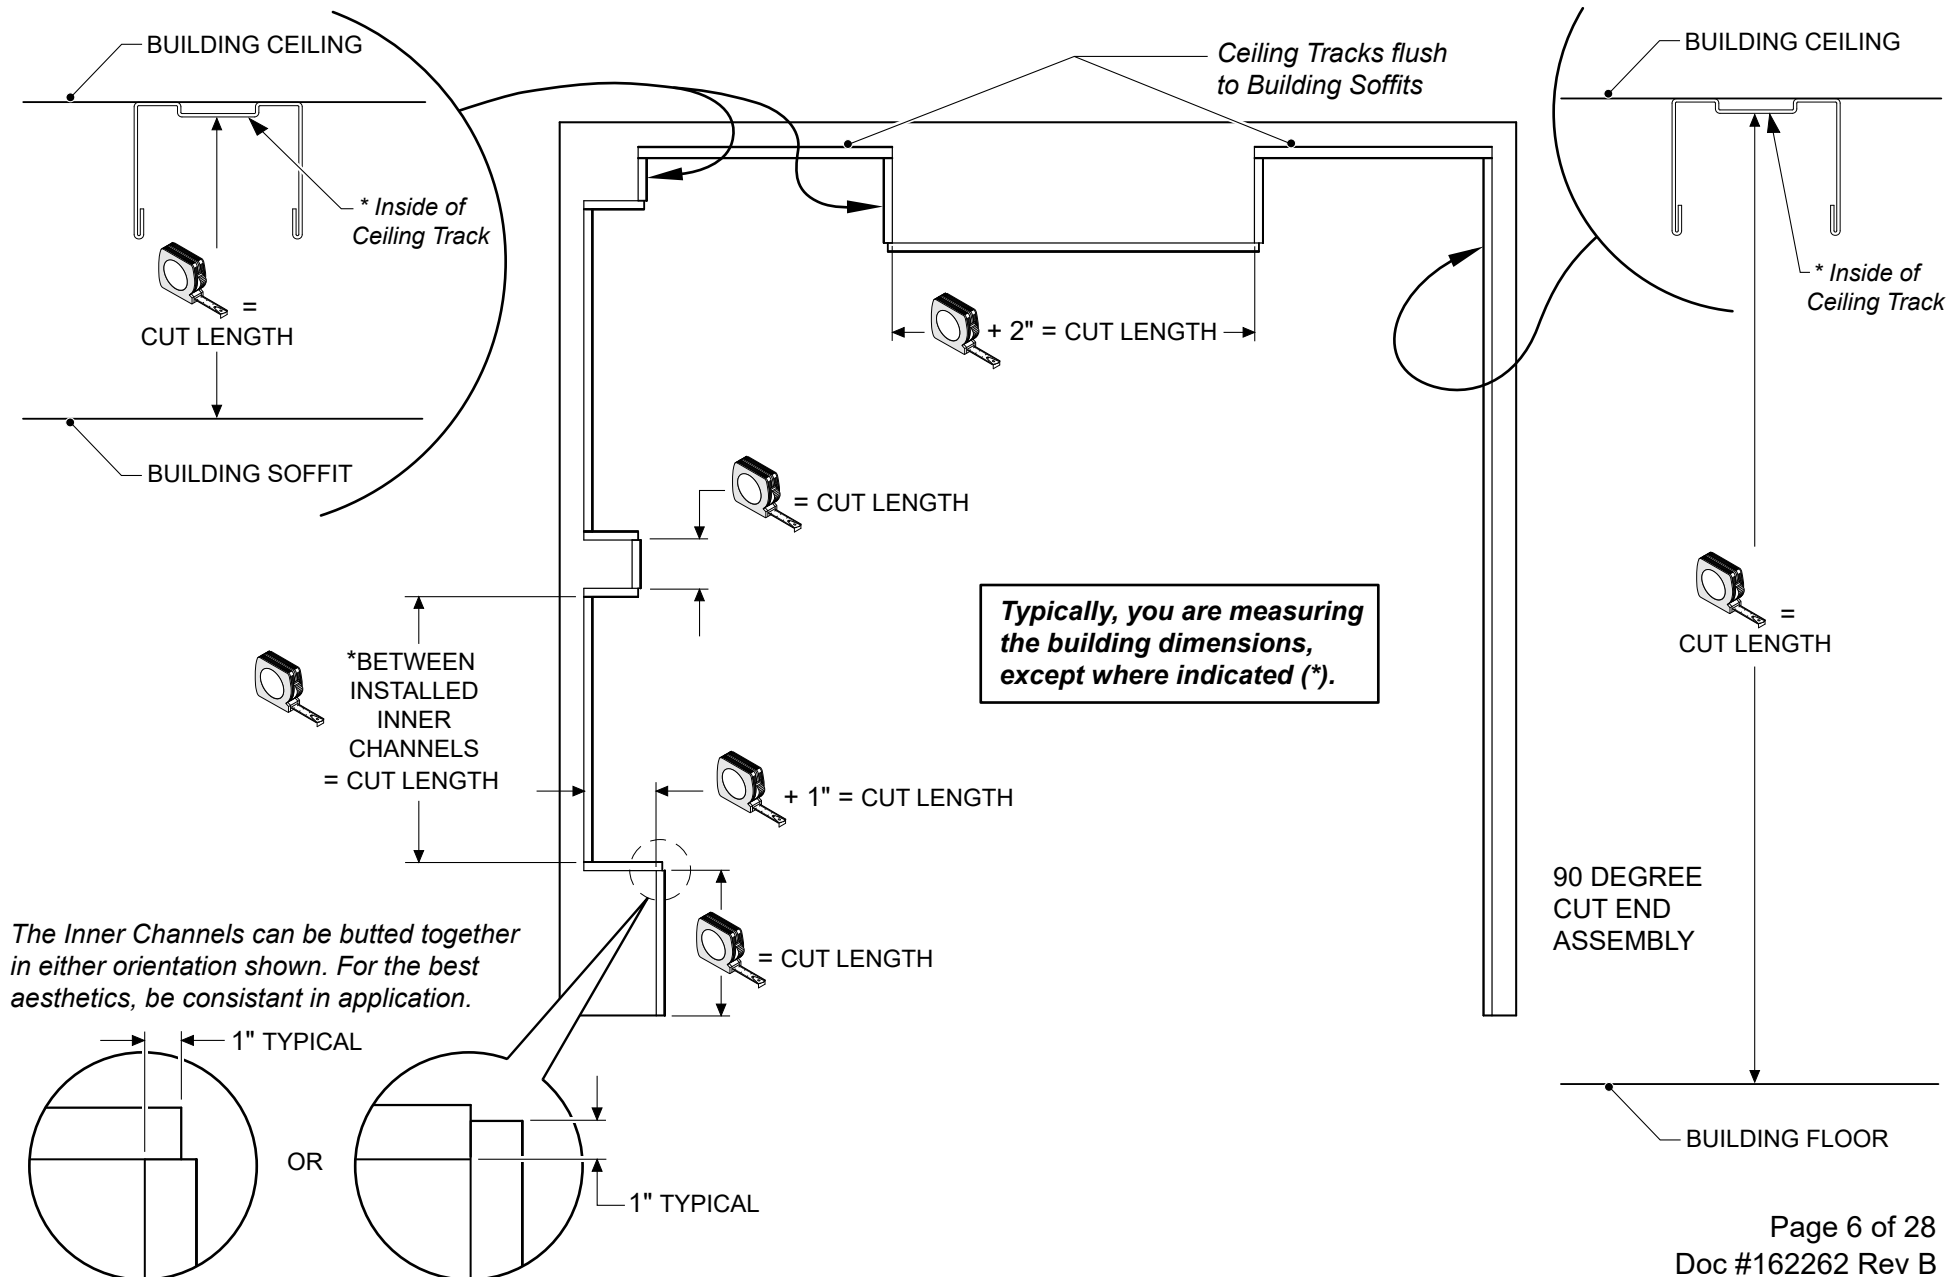 BUILDING CEILING
* Inside of
Ceiling Track
=
CUT LENGTH
BUILDING SOFFIT
Ceiling Tracks flush
to Building Soffits
BUILDING CEILING
* Inside of
Ceiling Track
=
CUT LENGTH
+ 2" = CUT LENGTH
= CUT LENGTH
Typically, you are measuring
the building dimensions,
except where indicated (*).
*BETWEEN
INSTALLED
INNER
CHANNELS
= CUT LENGTH
+ 1" = CUT LENGTH
= CUT LENGTH
90 DEGREE
CUT END
ASSEMBLY
The Inner Channels can be butted together
in either orientation shown. For the best
aesthetics, be consistant in application.
1" TYPICAL
OR
1" TYPICAL
BUILDING FLOOR
Page 6 of 28
Doc #162262 Rev B